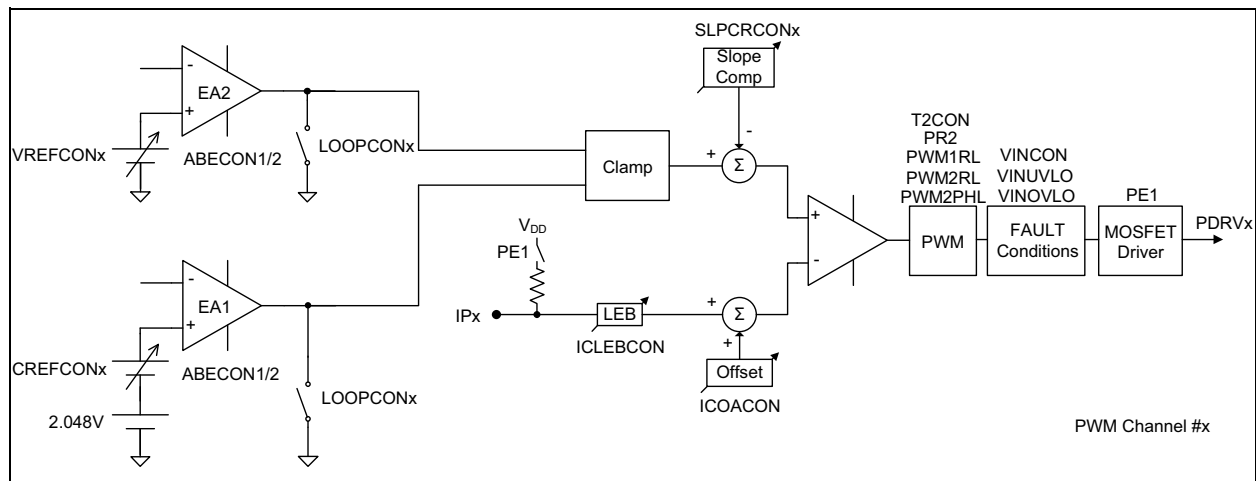 SLPCRCONx
Slope
Comp
-
-
EA2
+
VREFCONx
ABECON1/2
LOOPCONx
Clamp
+
Σ
T2CON
PR2
PWM1RL
PWM2RL
PWM2PHL
VINCON
VINUVLO
VINOVLO
PE1
+
-
PWM
FAULT
Conditions
MOSFET
Driver
PDRVx
VDD
PE1
-
EA1
+
IPx
LEB
ICLEBCON
+
Σ
+
Offset
ICOACON
CREFCONx
ABECON1/2
LOOPCONx
2.048V
PWM Channel #x